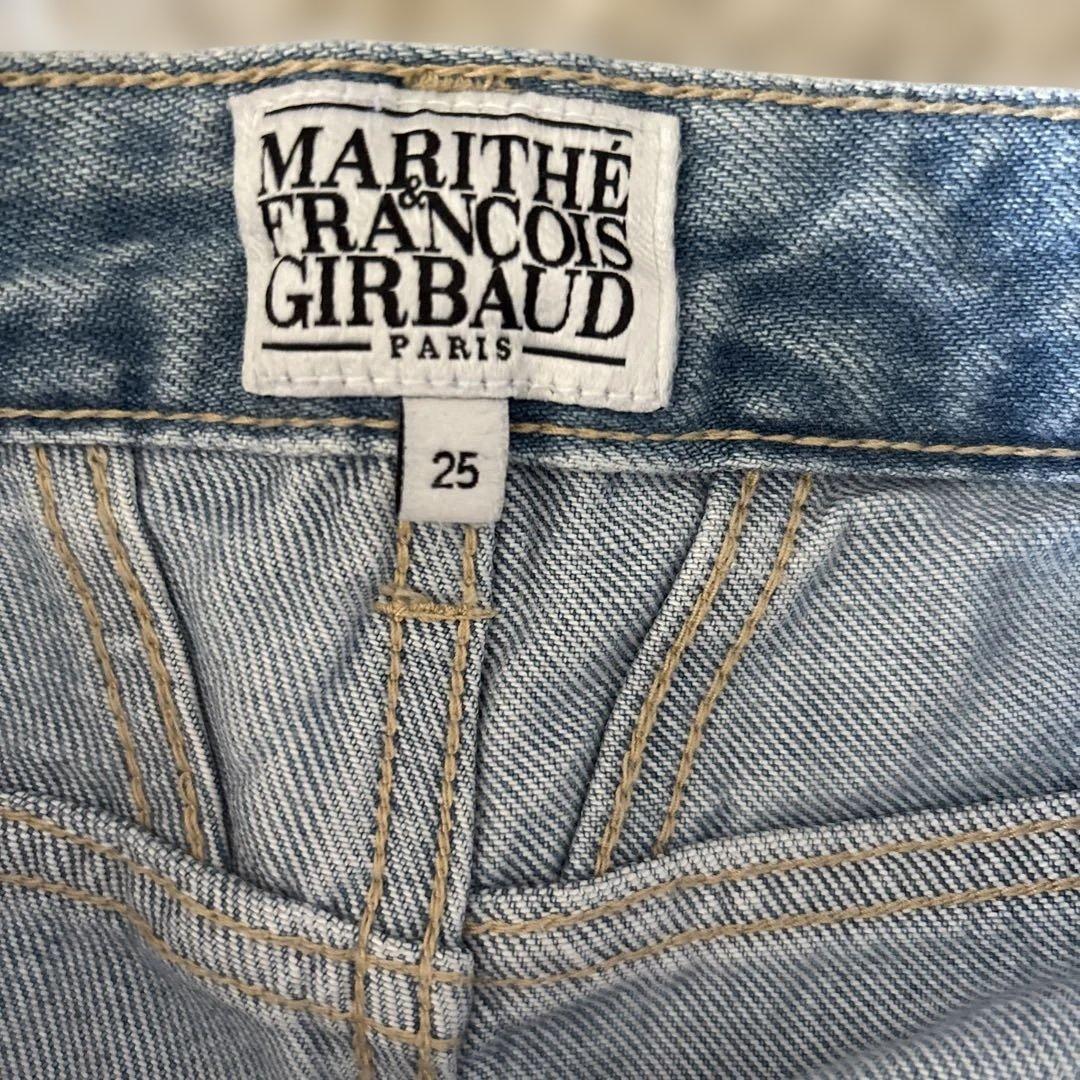 MARITHÉ
&
FRANÇOIS
GIRBAUD
PARIS
25